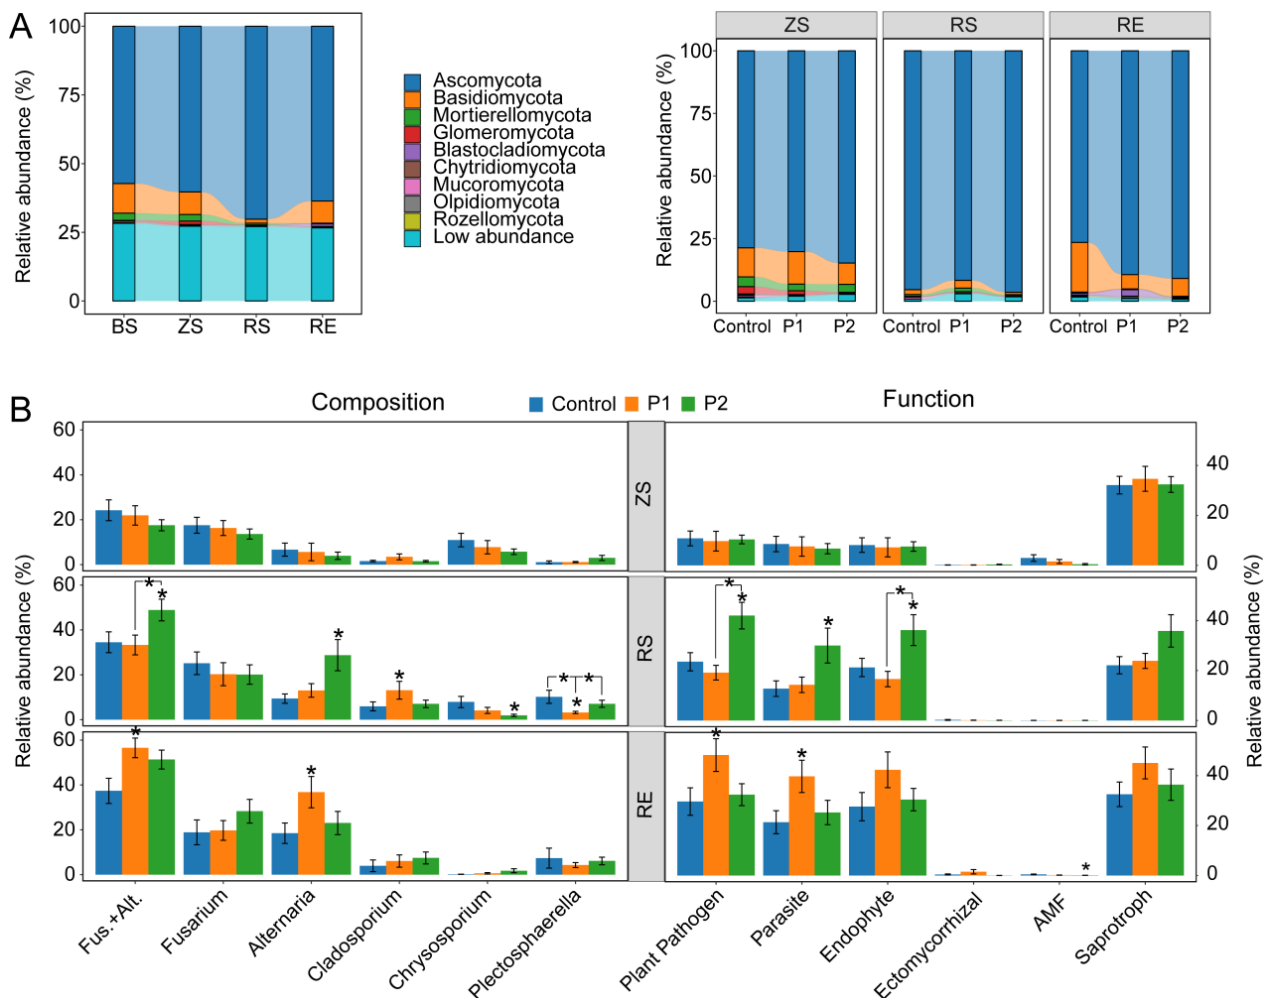 A
Relative abundance (%)
100
75
50
25
0
BS ZS RS RE
Ascomycota
Basidiomycota
Mortierellomycota
Glomeromycota
Blastocladiomycota
Chytridiomycota
Mucoromycota
Olpidiomycota
Rozellomycota
Low abundance
ZS RS RE
Relative abundance (%)
100
75
50
25
0
Control P1 P2 Control P1 P2 Control P1 P2
B
Composition
Control P1 P2
Function
Relative abundance (%)
60
40
20
0
ZS
40
20
0
60
40
20
0
* *
*
*
*
* *
*
RS
* *
*
* *
40
20
0
60
40
20
0
*
*
RE
*
*
*
40
20
0
Relative abundance (%)
Fus.+Alt.
Fusarium
Alternaria
Cladosporium
Chrysosporium
Plectosphaerella
Plant Pathogen
Parasite
Endophyte
Ectomycorrhizal
AMF
Saprotroph